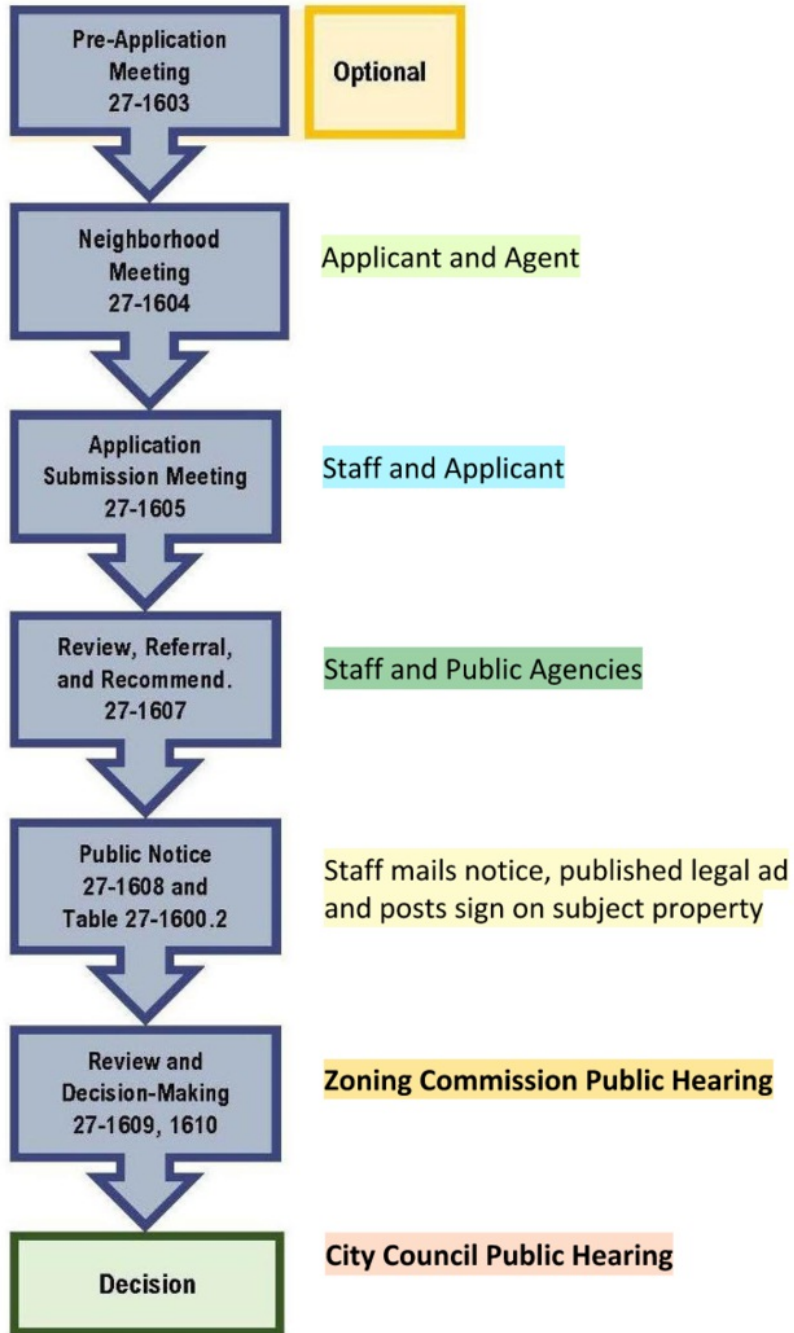 Pre-Application
Meeting
27-1603
Optional
Neighborhood
Meeting
27-1604
Applicant and Agent
Application
Submission Meeting
27-1605
Staff and Applicant
Review, Referral,
and Recommend.
27-1607
Staff and Public Agencies
Public Notice
27-1608 and
Table 27-1600.2
Staff mails notice, published legal ad
and posts sign on subject property
Review and
Decision-Making
27-1609, 1610
Zoning Commission Public Hearing
Decision
City Council Public Hearing